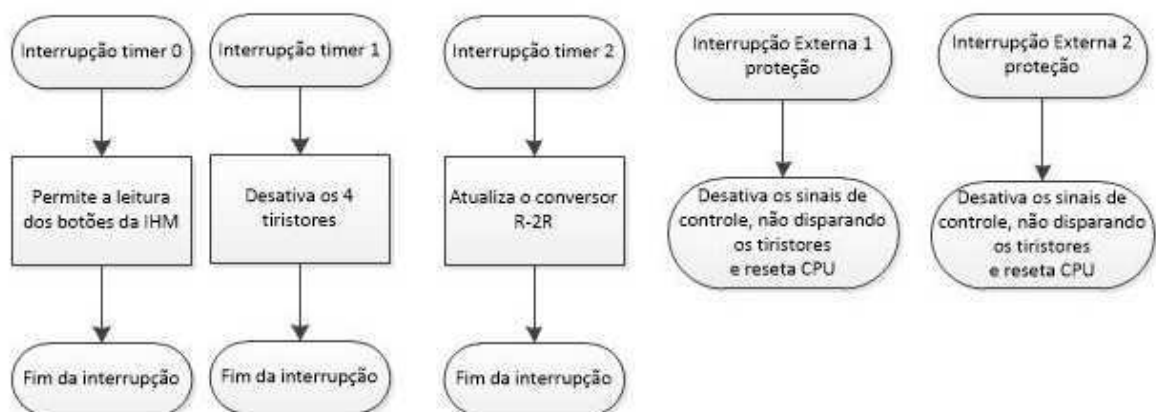 Interrupção timer 0
Permite a leitura
dos botões da IHM
Fim da interrupção
Interrupção timer 1
Desativa os 4
tiristores
Fim da interrupção
Interrupção timer 2
Atualiza o conversor
R-2R
Fim da interrupção
Interrupção Externa 1
proteção
Desativa os sinais de
controle, não disparando
os tiristores
e reseta CPU
Interrupção Externa 2
proteção
Desativa os sinais de
controle, não disparando
os tiristores
e reseta CPU